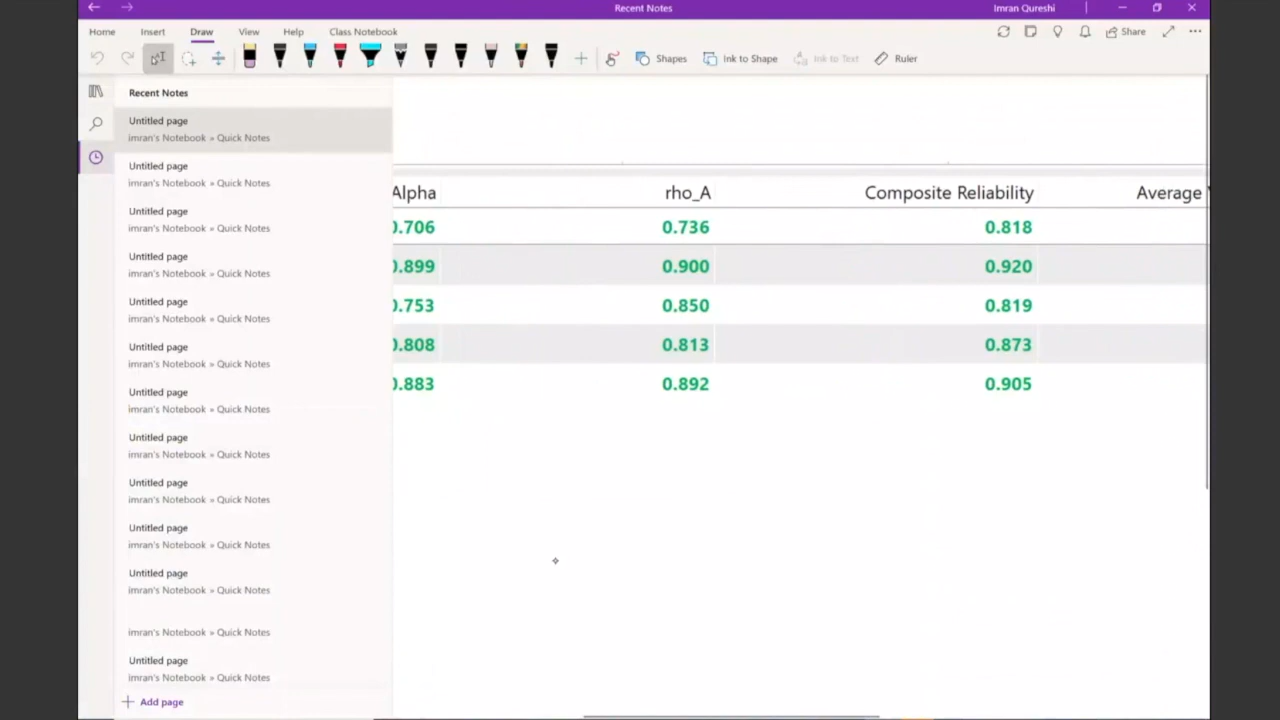 Recent Notes
Imran Qureshi
Home Insert Draw View Help Class Notebook
Share
Shapes Ink to Shape Ink to Text Ruler
Recent Notes
Untitled page
imran's Notebook » Quick Notes
Untitled page
imran's Notebook » Quick Notes
Untitled page
imran's Notebook » Quick Notes
Untitled page
imran's Notebook » Quick Notes
Untitled page
imran's Notebook » Quick Notes
Untitled page
imran's Notebook » Quick Notes
Untitled page
imran's Notebook » Quick Notes
Untitled page
imran's Notebook » Quick Notes
Untitled page
imran's Notebook » Quick Notes
Untitled page
imran's Notebook » Quick Notes
Untitled page
imran's Notebook » Quick Notes
imran's Notebook » Quick Notes
Untitled page
imran's Notebook » Quick Notes
Add page
Alpha rho_A Composite Reliability Average
0.706 0.736 0.818
0.899 0.900 0.920
0.753 0.850 0.819
0.808 0.813 0.873
0.883 0.892 0.905